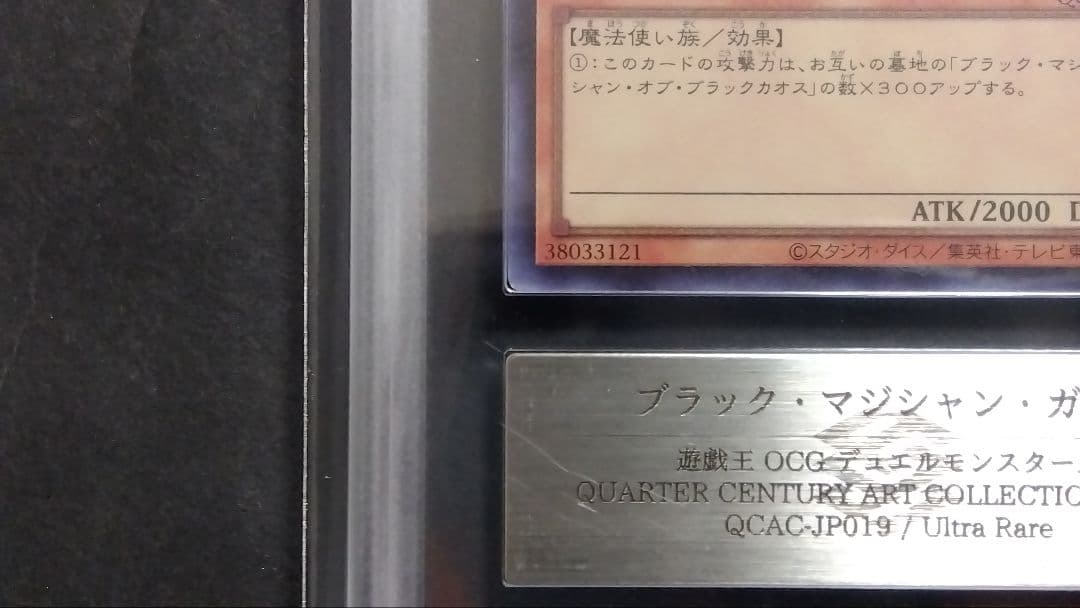 【魔法使い族／効果】
①：このカードの攻撃力は、お互いの墓地の「ブラック・マジ
シャン・オブ・ブラックカオス」の数×３００アップする。
ATK/2000 D
38033121 ©スタジオ・ダイス／集英社・テレビ東
ブラック・マジシャン・ガ
遊戯王 OCG デュエルモンスター
QUARTER CENTURY ART COLLECTIO
QCAC-JP019 / Ultra Rare